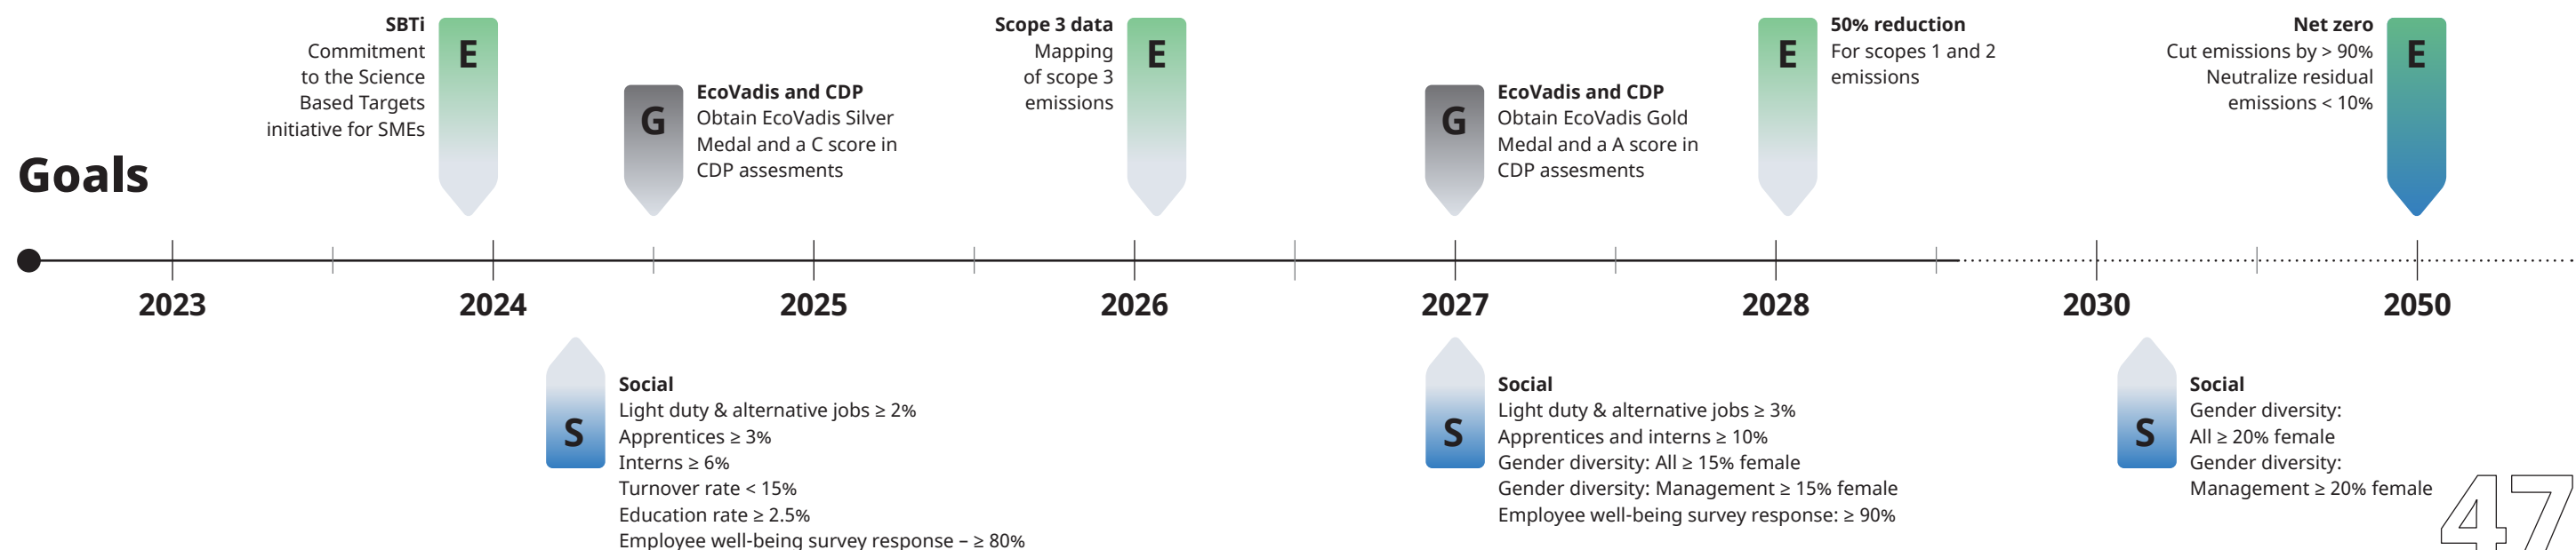 SBTi
Commitment
to the Science
Based Targets
initiative for SMEs
E
G
EcoVadis and CDP
Obtain EcoVadis Silver
Medal and a C score in
CDP assesments
Scope 3 data
Mapping
of scope 3
emissions
E
G
EcoVadis and CDP
Obtain EcoVadis Gold
Medal and a A score in
CDP assesments
E
50% reduction
For scopes 1 and 2
emissions
Net zero
Cut emissions by > 90%
Neutralize residual
emissions < 10%
E
Goals
2023 2024 2025 2026 2027 2028 2030 2050
S
Social
Light duty & alternative jobs ≥ 2%
Apprentices ≥ 3%
Interns ≥ 6%
Turnover rate < 15%
Education rate ≥ 2.5%
Employee well-being survey response – ≥ 80%
S
Social
Light duty & alternative jobs ≥ 3%
Apprentices and interns ≥ 10%
Gender diversity: All ≥ 15% female
Gender diversity: Management ≥ 15% female
Employee well-being survey response: ≥ 90%
S
Social
Gender diversity:
All ≥ 20% female
Gender diversity:
Management ≥ 20% female
47